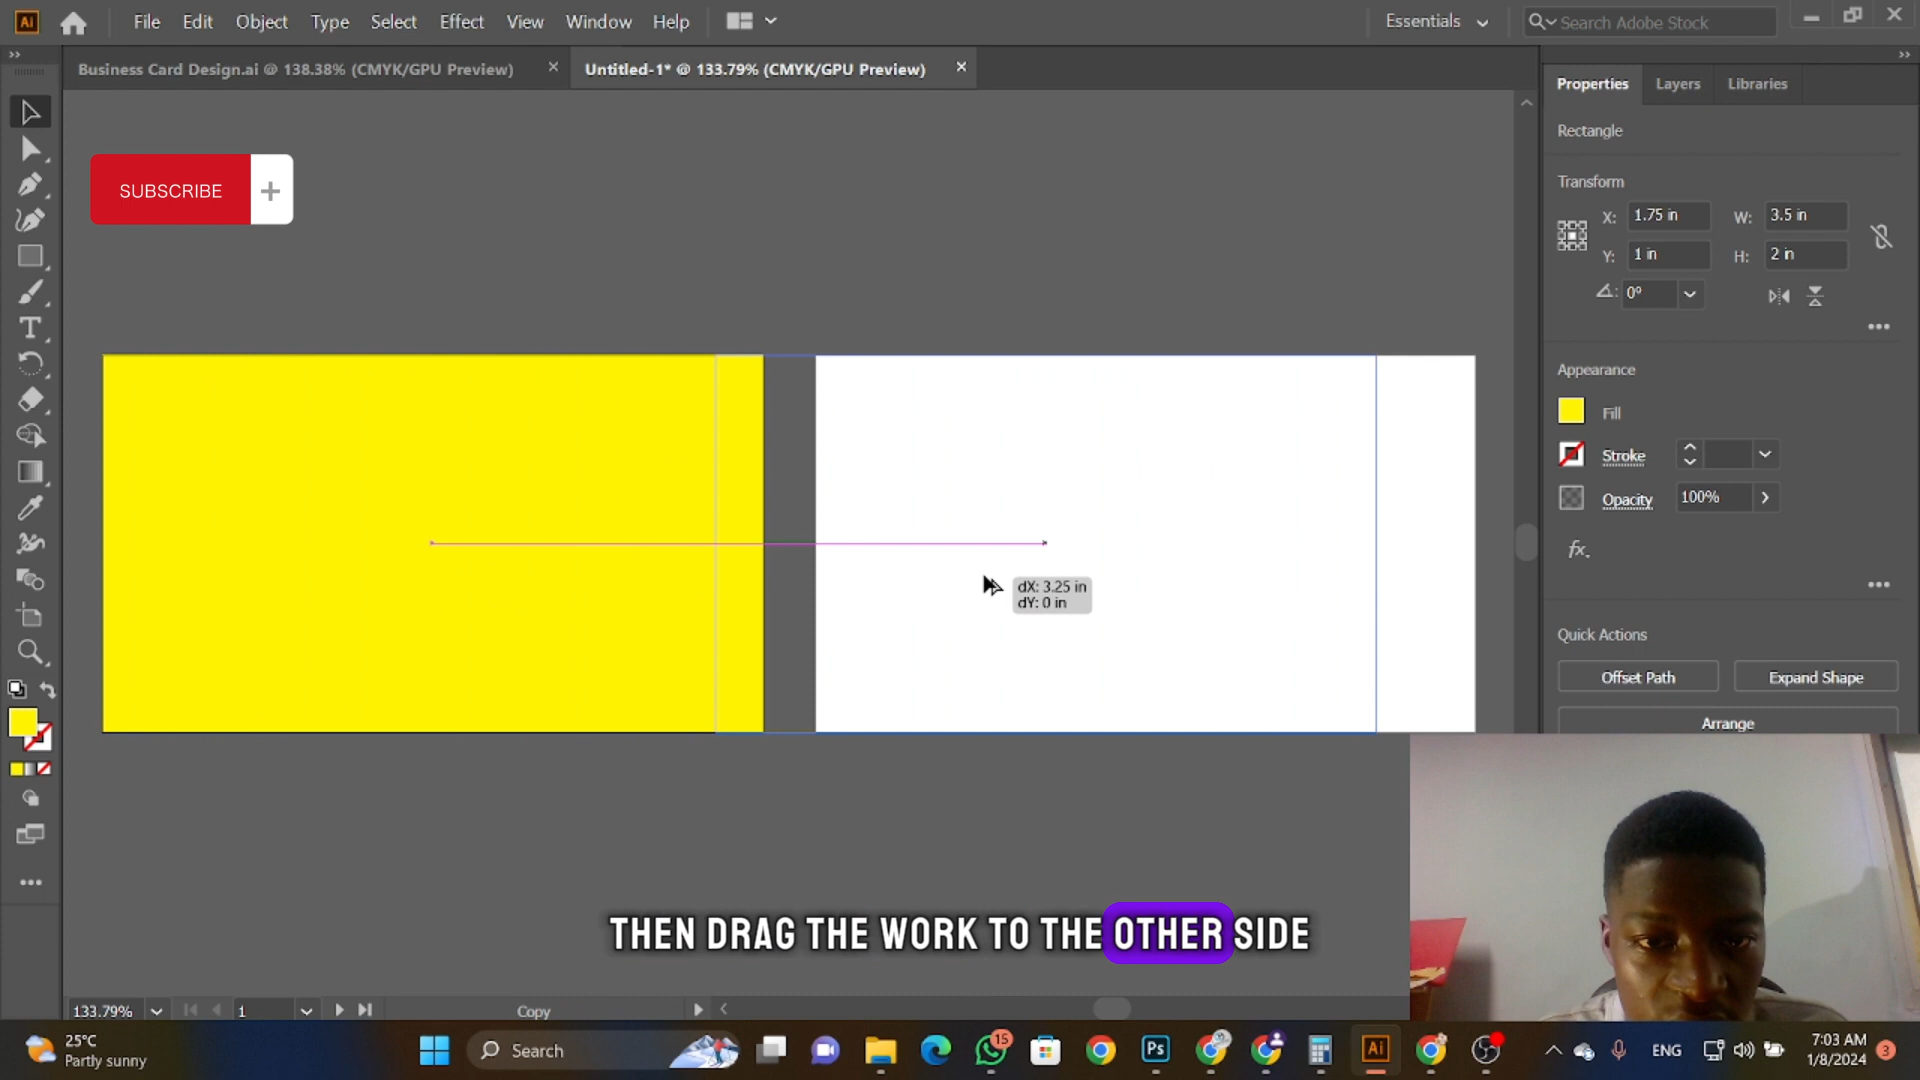 Ai File Edit Object Type Select Effect View Window Help Essentials Search Adobe Stock
Business Card Design.ai @ 138.38% (CMYK/GPU Preview) × Untitled-1* @ 133.79% (CMYK/GPU Preview) ×
Properties Layers Libraries
Rectangle
Transform
X: 1.75 in W: 3.5 in
Y: 1 in H: 2 in
0°
SUBSCRIBE +
Appearance
Fill
Stroke
Opacity 100%
fx.
dX: 3.25 in
dY: 0 in
Quick Actions
Offset Path Expand Shape
Arrange
THEN DRAG THE WORK TO THE OTHER SIDE
133.79% 1 Copy
25°C
Partly sunny
Search
15
Ps
Ai
ENG
7:03 AM
1/8/2024
3